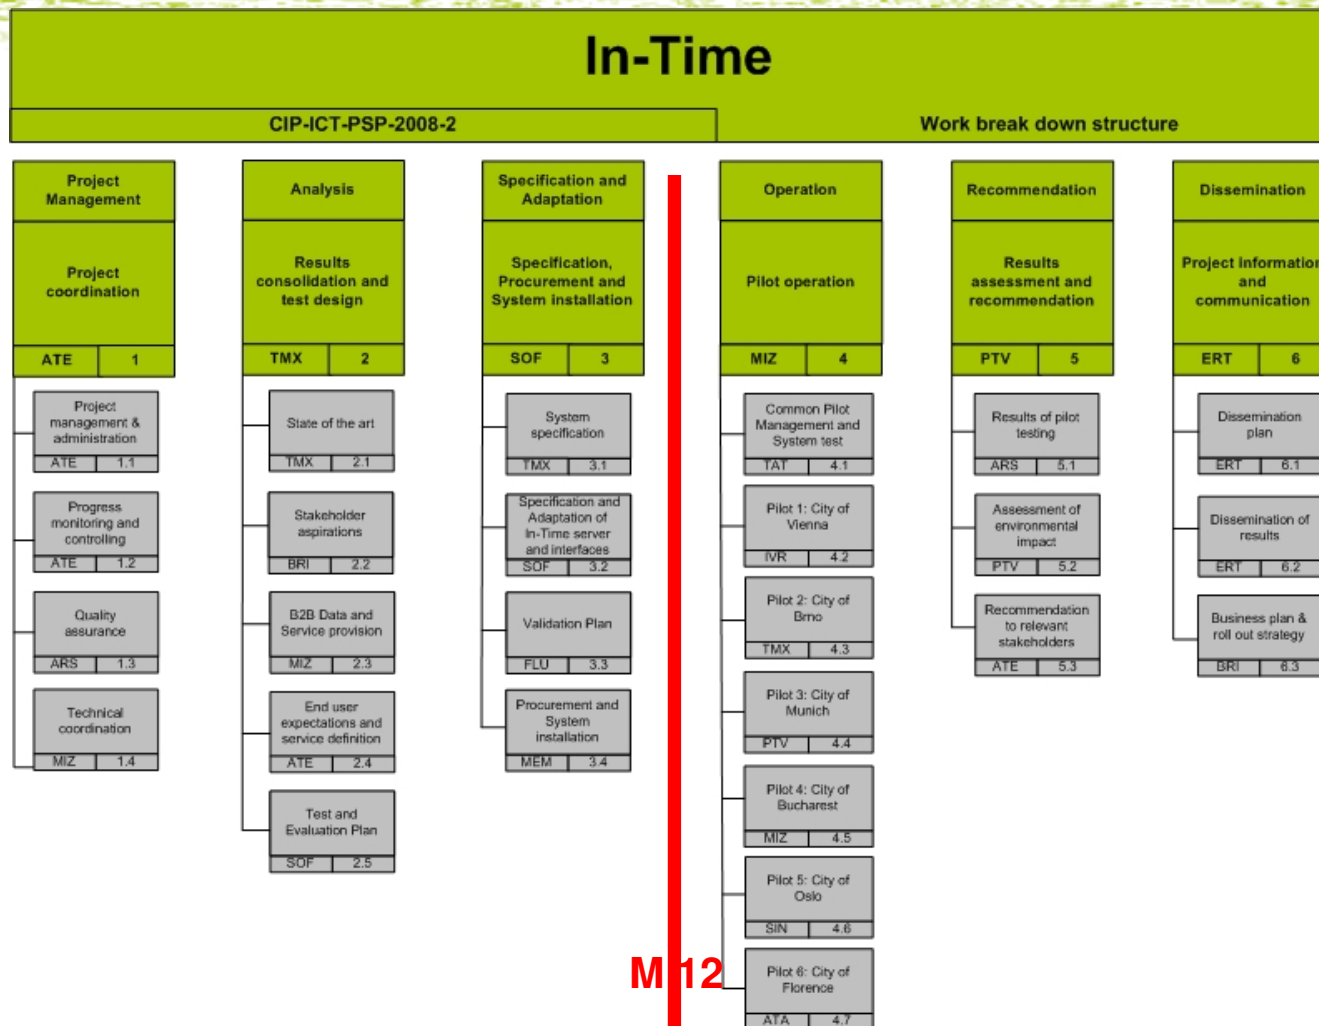 In-Time
CIP-ICT-PSP-2008-2
Work break down structure
Project
Management
Project
coordination
ATE 1
Project
management &
administration
ATE 1.1
Progress
monitoring and
controlling
ATE 1.2
Quality
assurance
ARS 1.3
Technical
coordination
MIZ 1.4
Analysis
Results
consolidation and
test design
TMX 2
State of the art
TMX 2.1
Stakeholder
aspirations
BRI 2.2
B2B Data and
Service provision
MIZ 2.3
End user
expectations and
service definition
ATE 2.4
Test and
Evaluation Plan
SOF 2.5
Specification and
Adaptation
Specification,
Procurement and
System installation
SOF 3
System
specification
TMX 3.1
Specification and
Adaptation of
In-Time server
and interfaces
SOF 3.2
Validation Plan
FLU 3.3
Procurement and
System
installation
MEM 3.4
Operation
Pilot operation
MIZ 4
Common Pilot
Management and
System test
TAT 4.1
Pilot 1: City of
Vienna
IVR 4.2
Pilot 2: City of
Brno
TMX 4.3
Pilot 3: City of
Munich
PTV 4.4
Pilot 4: City of
Bucharest
MIZ 4.5
Pilot 5: City of
Oslo
SIN 4.6
Pilot 6: City of
Florence
ATA 4.7
Recommendation
Results
assessment and
recommendation
PTV 5
Results of pilot
testing
ARS 5.1
Assessment of
environmental
impact
PTV 5.2
Recommendation
to relevant
stakeholders
ATE 5.3
Dissemination
Project information
and
communication
ERT 6
Dissemination
plan
ERT 6.1
Dissemination of
results
ERT 6.2
Business plan &
roll out strategy
BRI 6.3
M 12